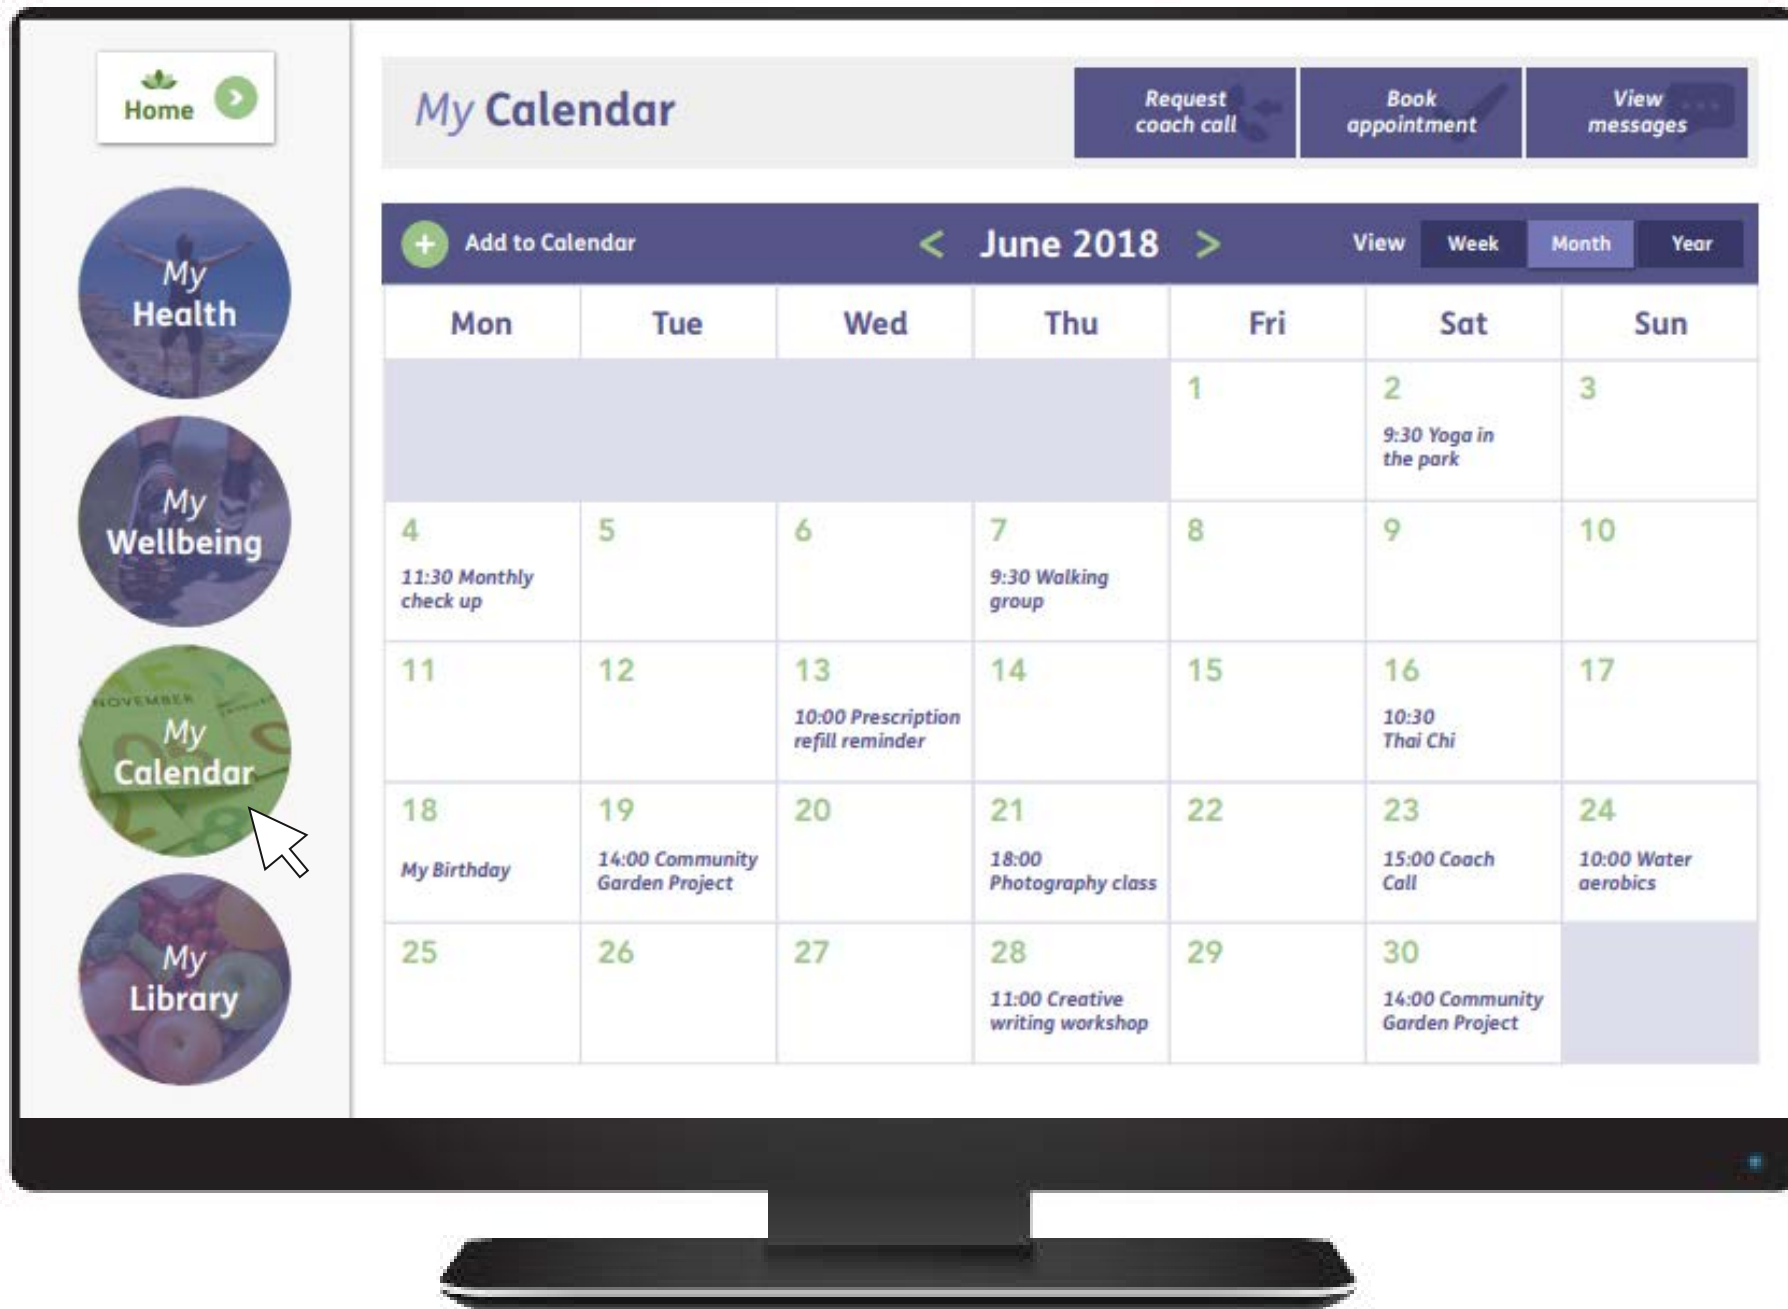 Home
My Calendar
Request
coach call
Book
appointment
View
messages
My
Health
My
Wellbeing
NOVEMBER
My
Calendar
My
Library
+ Add to Calendar
< June 2018 >
View Week Month Year
Mon Tue Wed Thu Fri Sat Sun
1
2
9:30 Yoga in
the park
3
4
11:30 Monthly
check up
5
6
7
9:30 Walking
group
8
9
10
11
12
13
10:00 Prescription
refill reminder
14
15
16
10:30
Thai Chi
17
18
My Birthday
19
14:00 Community
Garden Project
20
21
18:00
Photography class
22
23
15:00 Coach
Call
24
10:00 Water
aerobics
25
26
27
28
11:00 Creative
writing workshop
29
30
14:00 Community
Garden Project